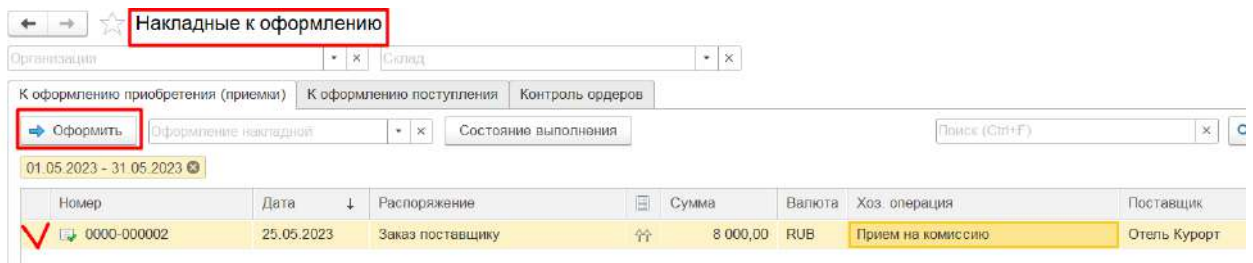 Накладные к оформлению
Организация Склад
К оформлению приобретения (приемки) К оформлению поступления Контроль ордеров
Оформить Оформление накладной Состояние выполнения Поиск (Ctrl+F)
01.05.2023 - 31.05.2023
Номер Дата ↓ Распоряжение Сумма Валюта Хоз. операция Поставщик
0000-000002 25.05.2023 Заказ поставщику 8 000,00 RUB Прием на комиссию Отель Курорт